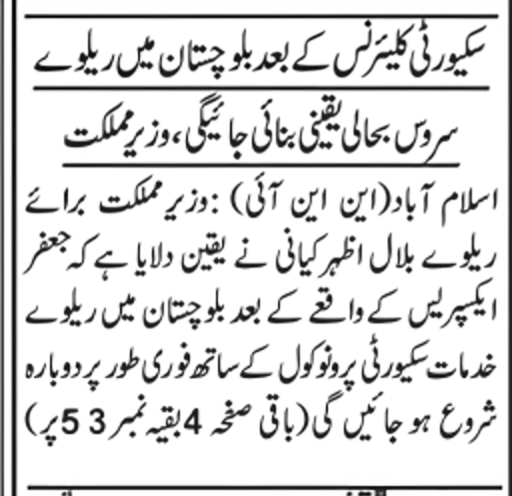 سکیورٹی کلیئرنس کے بعد بلوچستان میں ریلوے
سروس بحالی یقینی بنائی جائیگی، وزیر مملکت
اسلام آباد (این این آئی) : وزیر مملکت برائے
ریلوے بلال اظہر کیانی نے یقین دلایا ہے کہ جعفر
ایکسپریس کے واقعے کے بعد بلوچستان میں ریلوے
خدمات سکیورٹی پروٹوکول کے ساتھ فوری طور پر دوبارہ
شروع ہو جائیں گی (باقی صفحہ 4 بقیہ نمبر 53 پر)